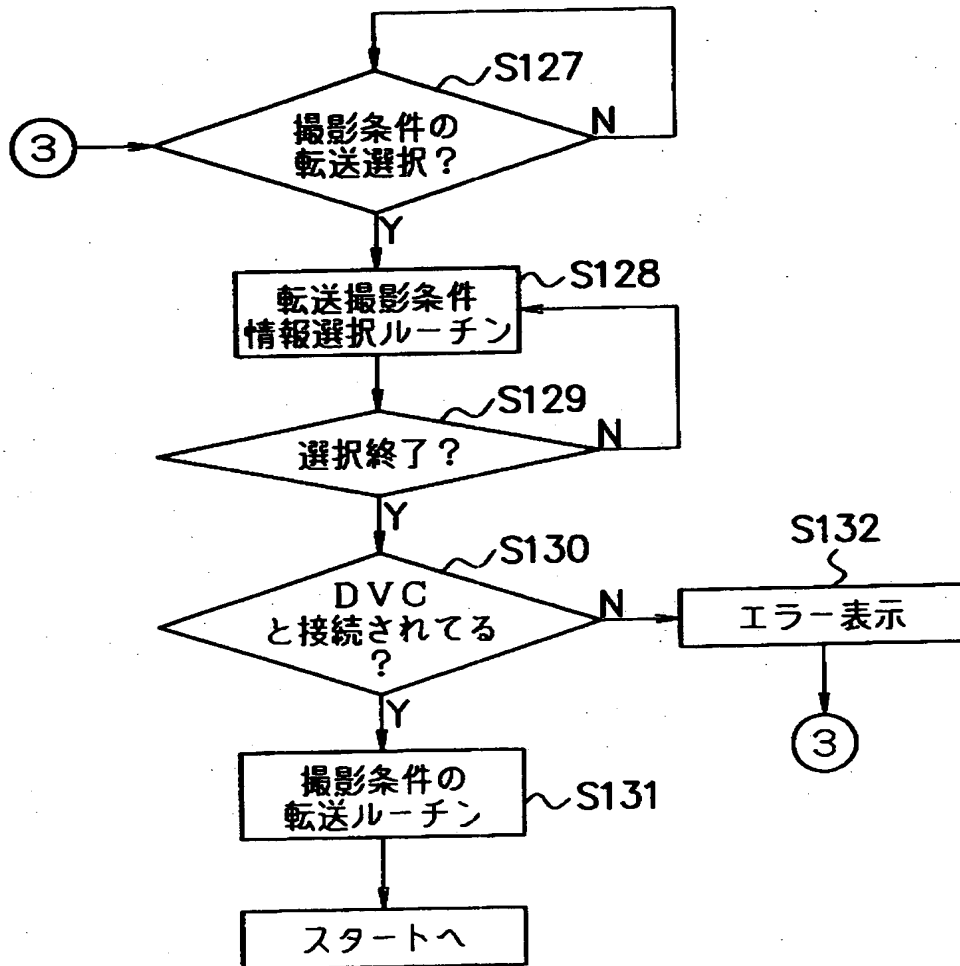 S127
③
撮影条件の
転送選択？
N
Y
S128
転送撮影条件
情報選択ルーチン
S129
選択終了？
N
Y
S130
DVC
と接続されてる
？
N
S132
エラー表示
③
Y
撮影条件の
転送ルーチン
S131
スタートへ